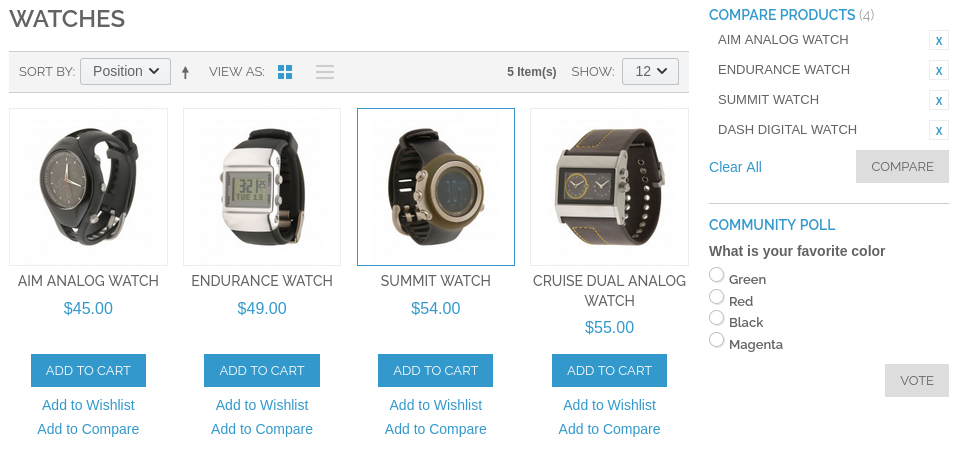 WATCHES
SORT BY: Position VIEW AS: 5 Item(s) SHOW: 12
AIM ANALOG WATCH
$45.00
ADD TO CART
Add to Wishlist
Add to Compare
ENDURANCE WATCH
$49.00
ADD TO CART
Add to Wishlist
Add to Compare
SUMMIT WATCH
$54.00
ADD TO CART
Add to Wishlist
Add to Compare
CRUISE DUAL ANALOG
WATCH
$55.00
ADD TO CART
Add to Wishlist
Add to Compare
COMPARE PRODUCTS (4)
AIM ANALOG WATCH X
ENDURANCE WATCH X
SUMMIT WATCH X
DASH DIGITAL WATCH X
Clear All COMPARE
COMMUNITY POLL
What is your favorite color
Green
Red
Black
Magenta
VOTE